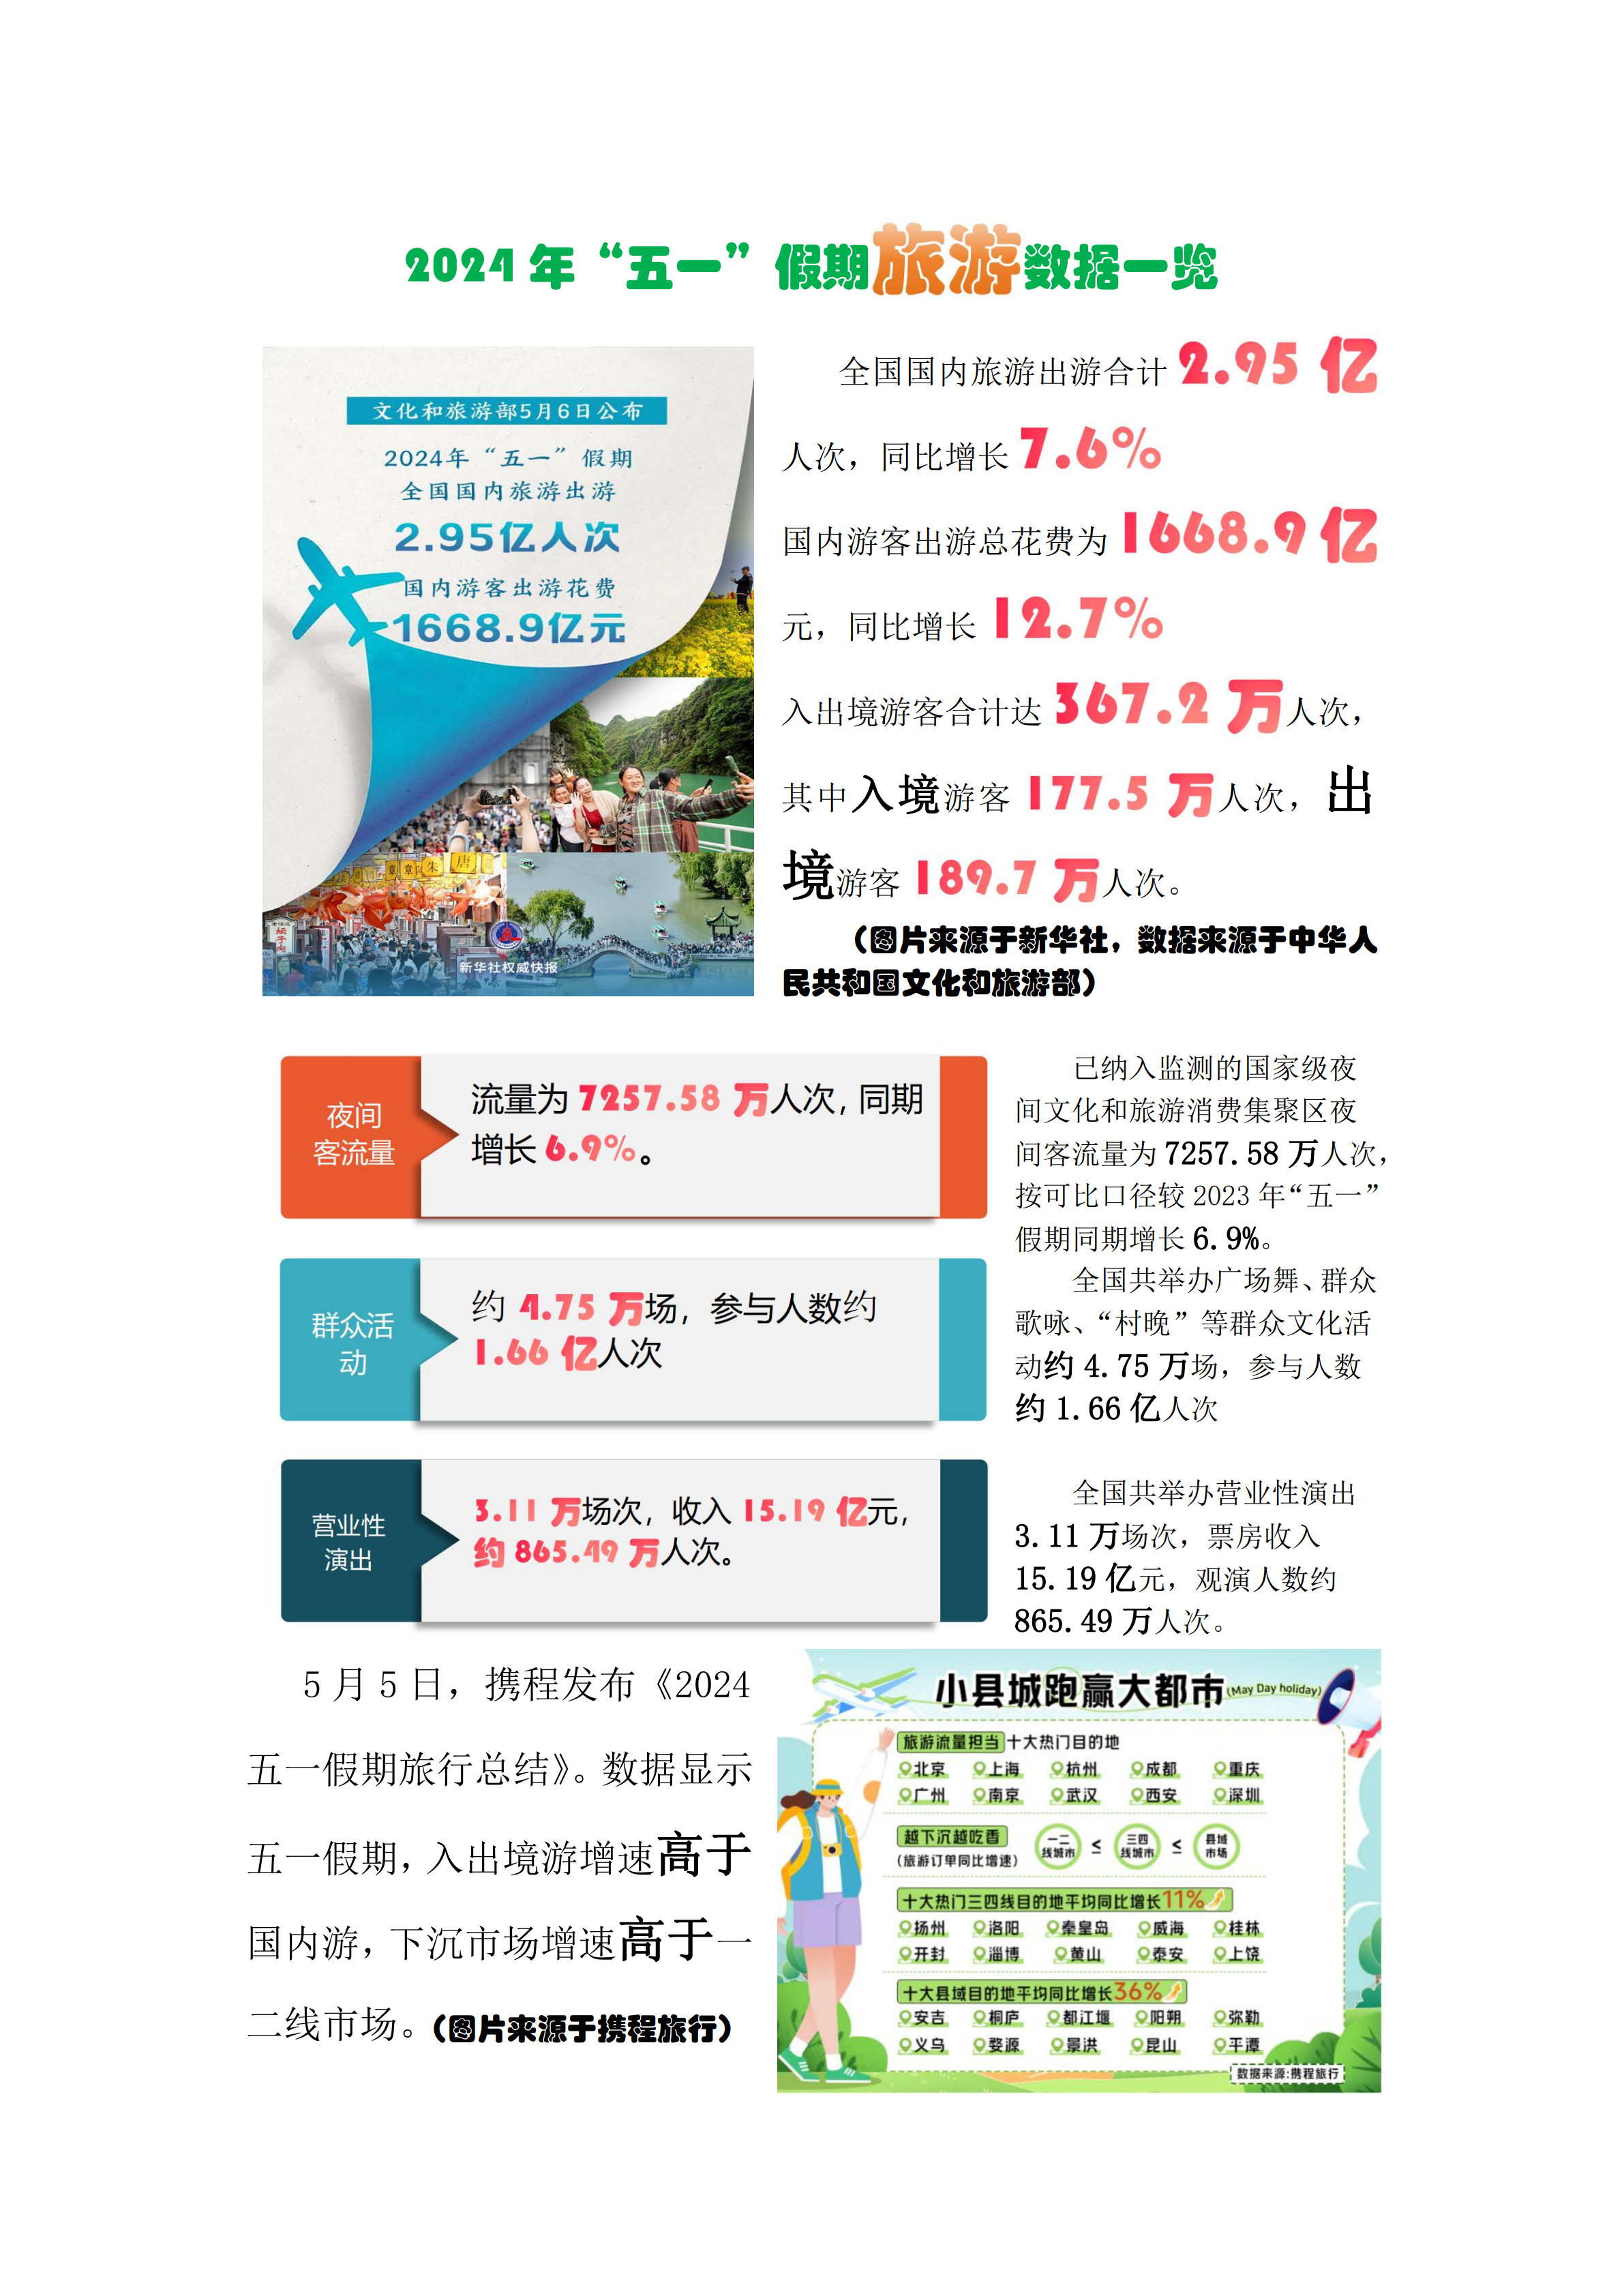 2024 年“五一”假期旅游数据一览
文化和旅游部5月6日公布
2024年“五一”假期
全国国内旅游出游
2.95亿人次
国内游客出游花费
1668.9亿元
新华社权威快报
全国国内旅游出游合计 2.95 亿
人次，同比增长 7.6%
国内游客出游总花费为 1668.9 亿
元，同比增长 12.7%
入出境游客合计达 367.2 万人次，
其中入境游客 177.5 万人次，出
境游客 189.7 万人次。
（图片来源于新华社，数据来源于中华人
民共和国文化和旅游部）
夜间
客流量
流量为 7257.58 万人次，同期
增长 6.9%。
群众活
动
约 4.75 万场，参与人数约
1.66 亿人次
营业性
演出
3.11 万场次，收入 15.19 亿元，
约 865.49 万人次。
已纳入监测的国家级夜
间文化和旅游消费集聚区夜
间客流量为 7257.58 万人次，
按可比口径较 2023 年“五一”
假期同期增长 6.9%。
全国共举办广场舞、群众
歌咏、“村晚”等群众文化活
动约 4.75 万场，参与人数
约 1.66 亿人次
全国共举办营业性演出
3.11 万场次，票房收入
15.19 亿元，观演人数约
865.49 万人次。
5 月 5 日，携程发布《2024
五一假期旅行总结》。数据显示
五一假期，入出境游增速高于
国内游，下沉市场增速高于一
二线市场。（图片来源于携程旅行）
小县城跑赢大都市 (May Day holiday)
旅游流量担当 十大热门目的地
北京 上海 杭州 成都 重庆
广州 南京 武汉 西安 深圳
越下沉越吃香
(旅游订单同比增速)
一二线城市 ≤ 三四线城市 ≤ 县域市场
十大热门三四线目的地平均同比增长11%
扬州 洛阳 秦皇岛 威海 桂林
开封 淄博 黄山 泰安 上饶
十大县域目的地平均同比增长36%
安吉 桐庐 都江堰 阳朔 弥勒
义乌 婺源 景洪 昆山 平潭
数据来源:携程旅行